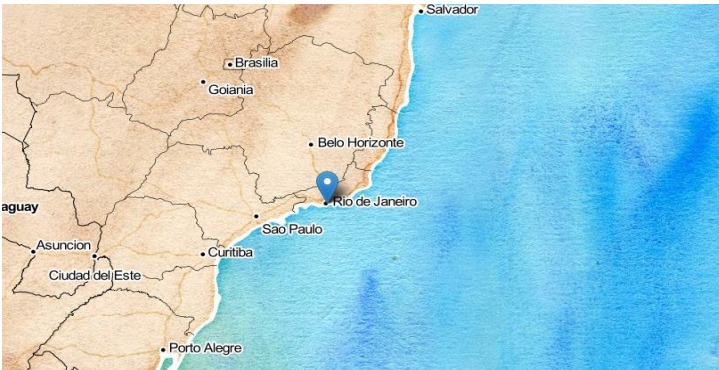 Salvador
Brasilia
Goiania
Belo Horizonte
Rio de Janeiro
aguay
Sao Paulo
Asuncion
Curitiba
Ciudad del Este
Porto Alegre